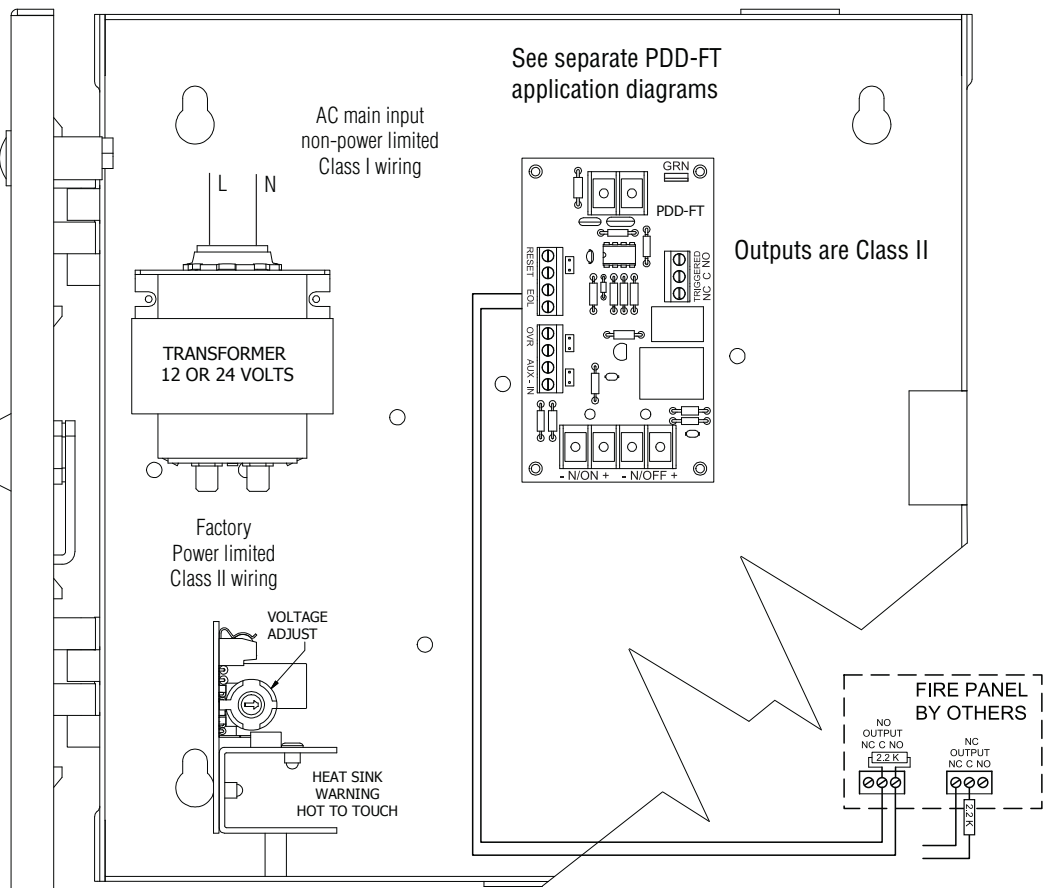 See separate PDD-FT
application diagrams
AC main input
non-power limited
Class I wiring
L
N
GRN
PDD-FT
Outputs are Class II
RESET
EOL
TRIGGERED
NC C NO
OVR
AUX - IN
- N/ON +
- N/OFF +
TRANSFORMER
12 OR 24 VOLTS
Factory
Power limited
Class II wiring
VOLTAGE
ADJUST
HEAT SINK
WARNING
HOT TO TOUCH
FIRE PANEL
BY OTHERS
NO
OUTPUT
NC C NO
2.2 K
NC
OUTPUT
NC C NO
2.2 K